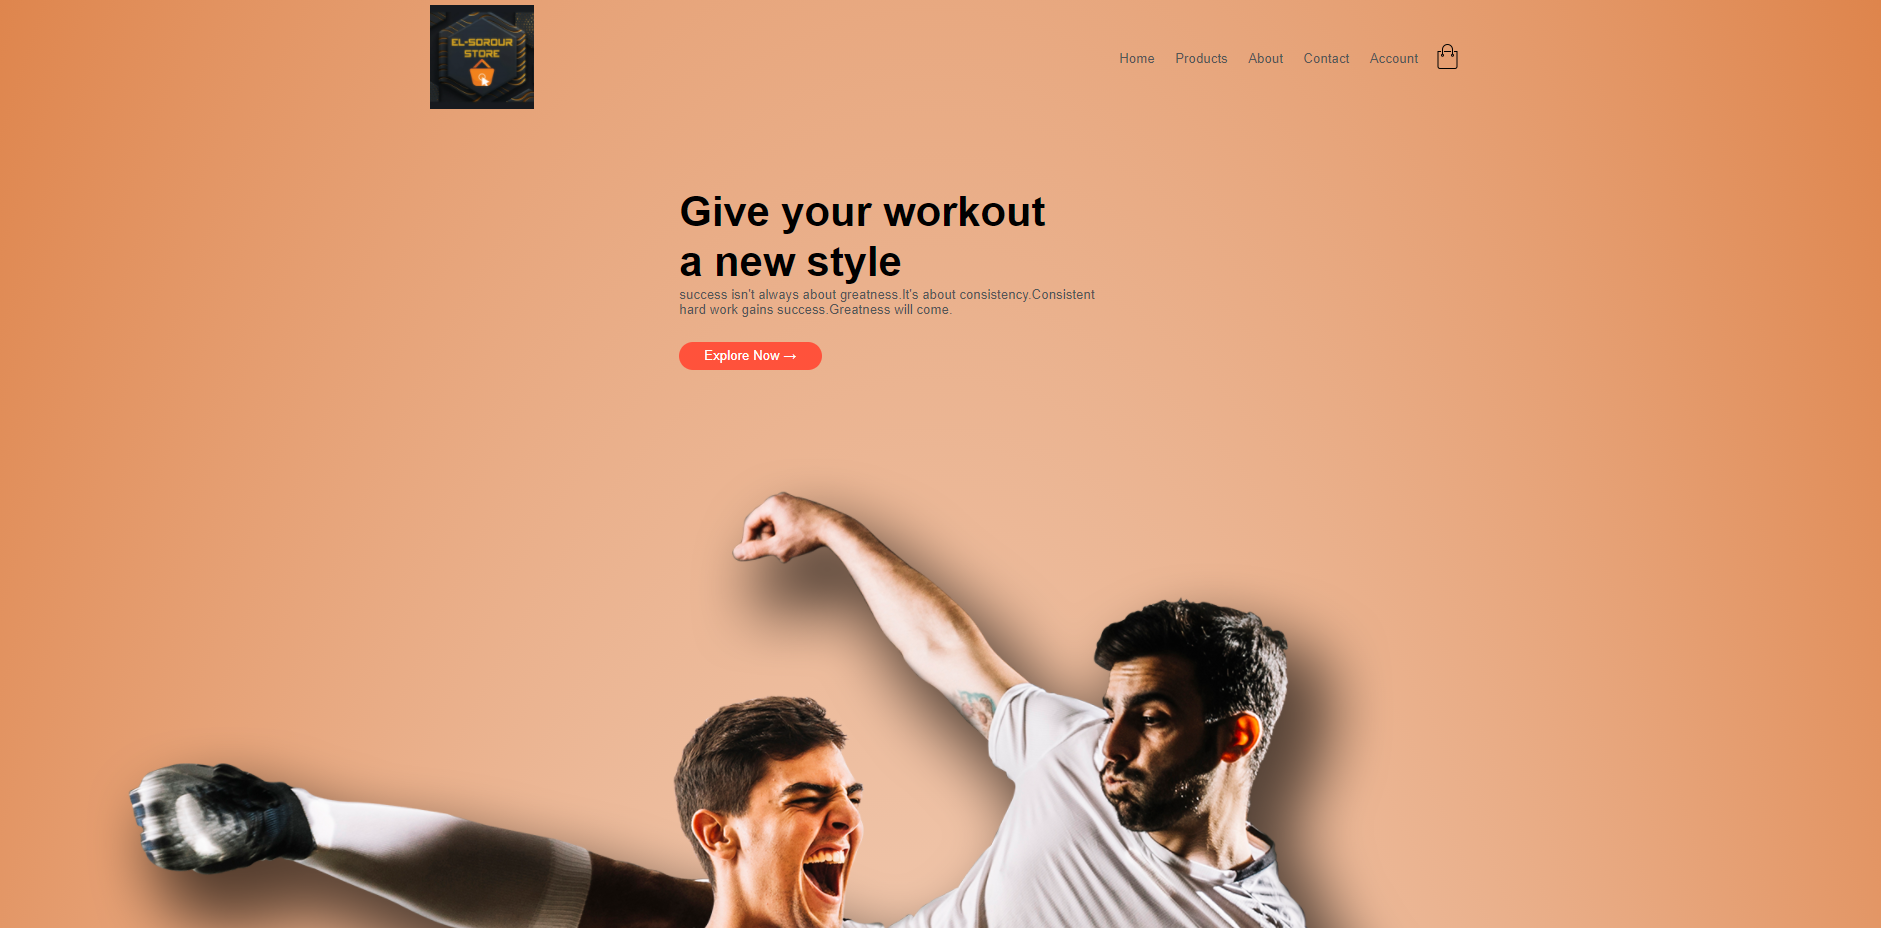 EL-SOROUR
STORE
Home Products About Contact Account
Give your workout
a new style
success isn't always about greatness.It's about consistency.Consistent
hard work gains success.Greatness will come.
Explore Now →